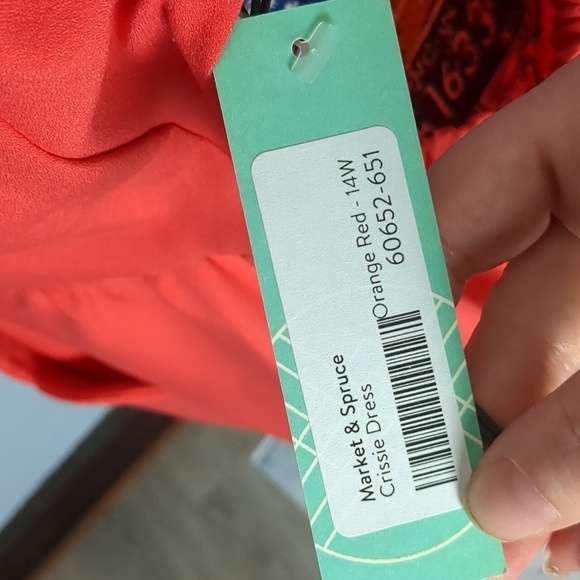 Market & Spruce
Crissie Dress
Orange Red - 14W
60652-651